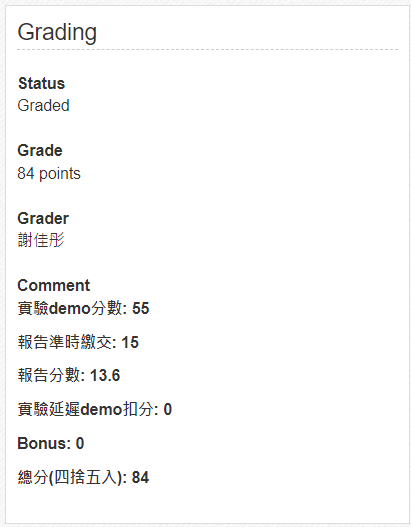 Grading
Status
Graded
Grade
84 points
Grader
謝佳彤
Comment
實驗demo分數: 55
報告準時繳交: 15
報告分數: 13.6
實驗延遲demo扣分: 0
Bonus: 0
總分(四捨五入): 84